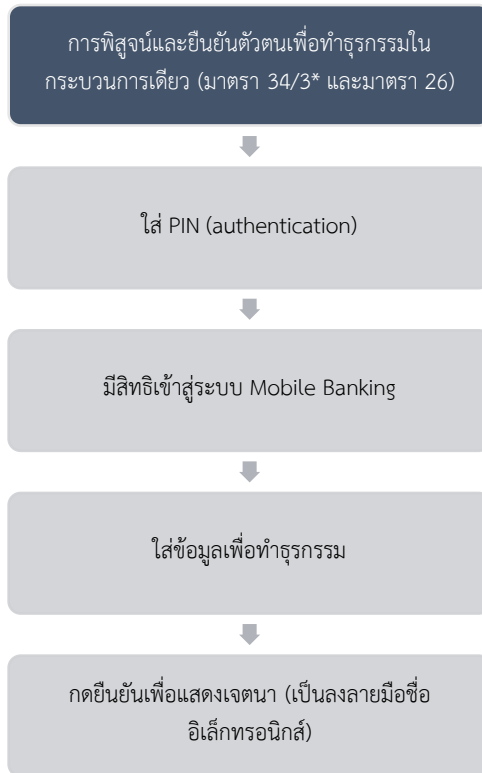 การพิสูจน์และยืนยันตัวตนเพื่อทำธุรกรรมใน
กระบวนการเดียว (มาตรา 34/3* และมาตรา 26)
ใส่ PIN (authentication)
มีสิทธิเข้าสู่ระบบ Mobile Banking
ใส่ข้อมูลเพื่อทำธุรกรรม
กดยืนยันเพื่อแสดงเจตนา (เป็นลงลายมือชื่อ
อิเล็กทรอนิกส์)